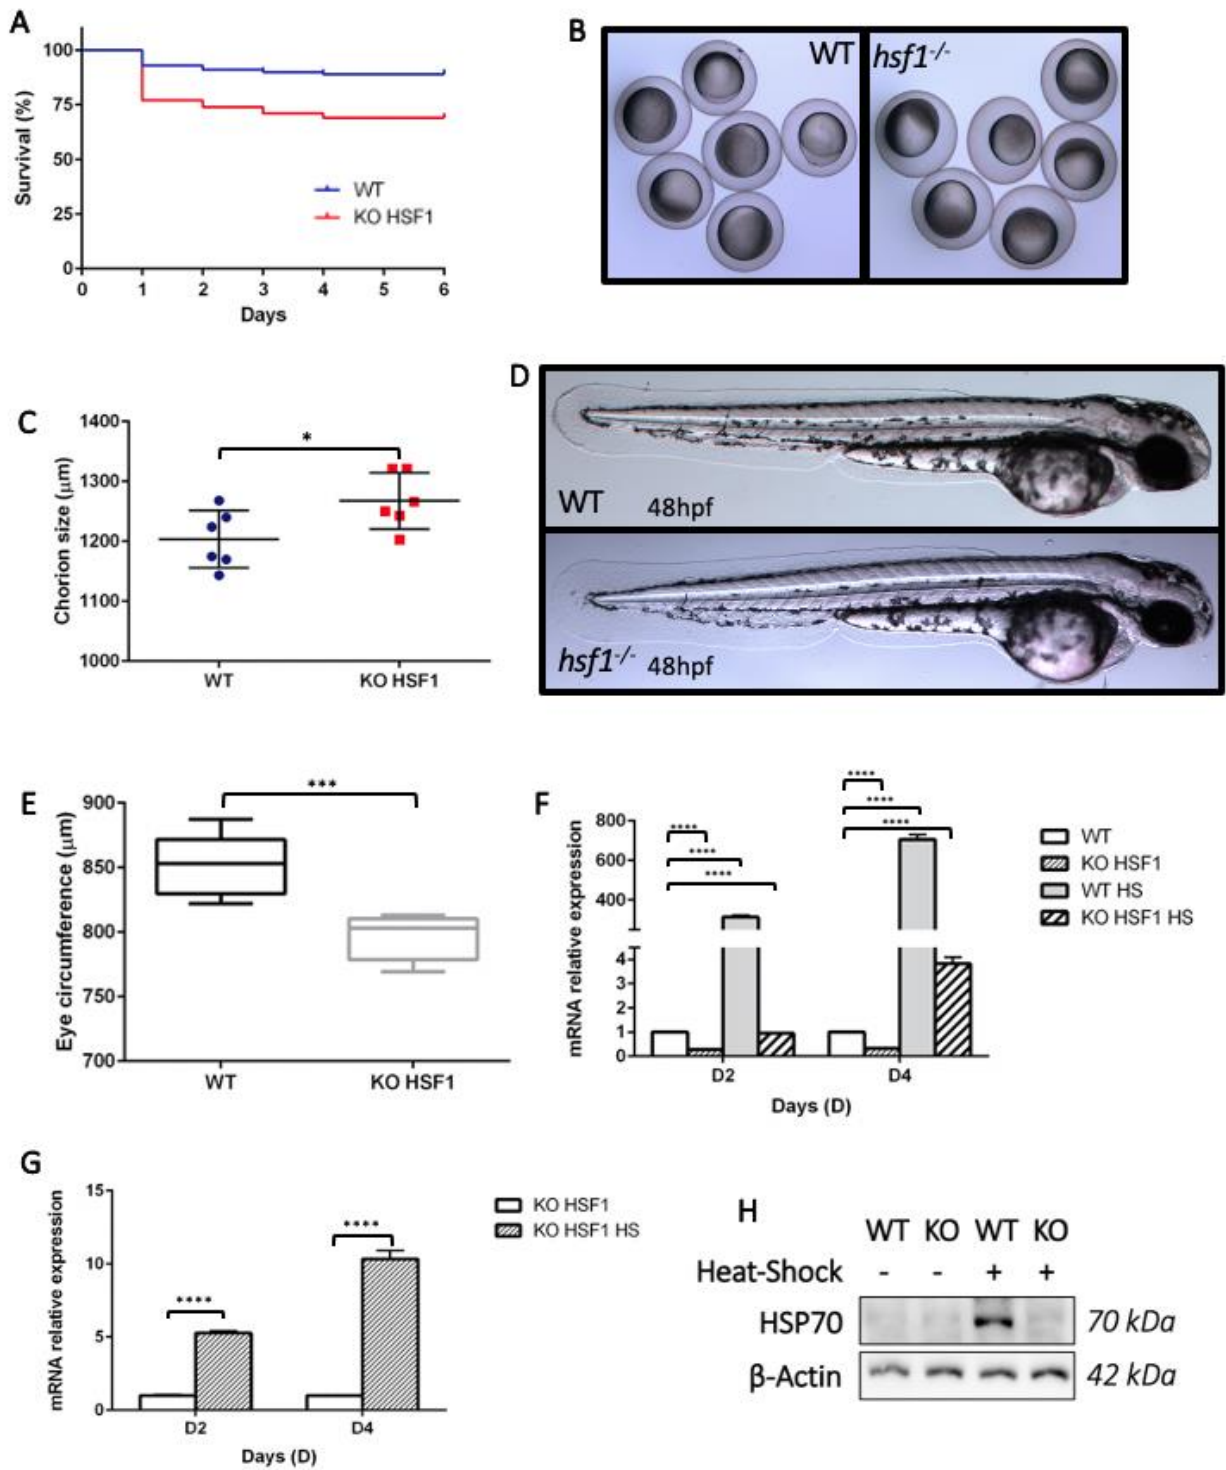 A
Survival (%)
100
75
50
25
0
0 1 2 3 4 5 6
Days
WT
KO HSF1
B
WT
hsf1-/-
C
Chorion size (μm)
1400
1300
1200
1100
1000
*
WT KO HSF1
D
WT 48hpf
hsf1-/- 48hpf
E
Eye circumference (μm)
900
850
800
750
700
***
WT KO HSF1
F
mRNA relative expression
800
600
400
4
3
2
1
0
****
****
****
****
****
****
D2 D4
Days (D)
WT
KO HSF1
WT HS
KO HSF1 HS
G
mRNA relative expression
15
10
5
0
****
****
D2 D4
Days (D)
KO HSF1
KO HSF1 HS
H
WT KO WT KO
Heat-Shock - - + +
HSP70 70 kDa
β-Actin 42 kDa